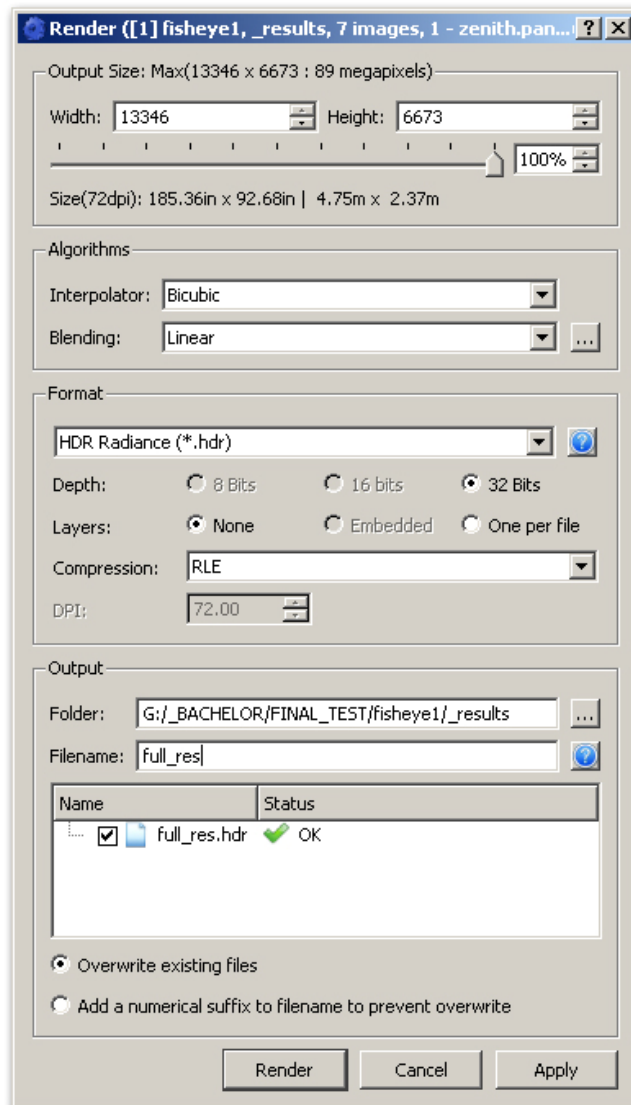 Render ([1] fisheye1, _results, 7 images, 1 - zenith.pan...
Output Size: Max(13346 x 6673 : 89 megapixels)
Width: 13346 Height: 6673
100%
Size(72dpi): 185.36in x 92.68in | 4.75m x 2.37m
Algorithms
Interpolator: Bicubic
Blending: Linear ...
Format
HDR Radiance (*.hdr)
Depth: 8 Bits 16 bits 32 Bits
Layers: None Embedded One per file
Compression: RLE
DPI: 72.00
Output
Folder: G:/_BACHELOR/FINAL_TEST/fisheye1/_results ...
Filename: full_res
Name Status
full_res.hdr OK
Overwrite existing files
Add a numerical suffix to filename to prevent overwrite
Render Cancel Apply